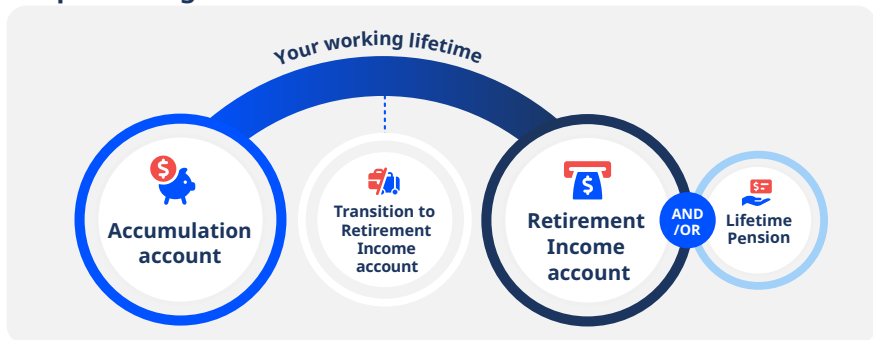 Your working lifetime
$
Accumulation
account
Transition to
Retirement
Income
account
$
Retirement
Income
account
AND
/OR
$
Lifetime
Pension